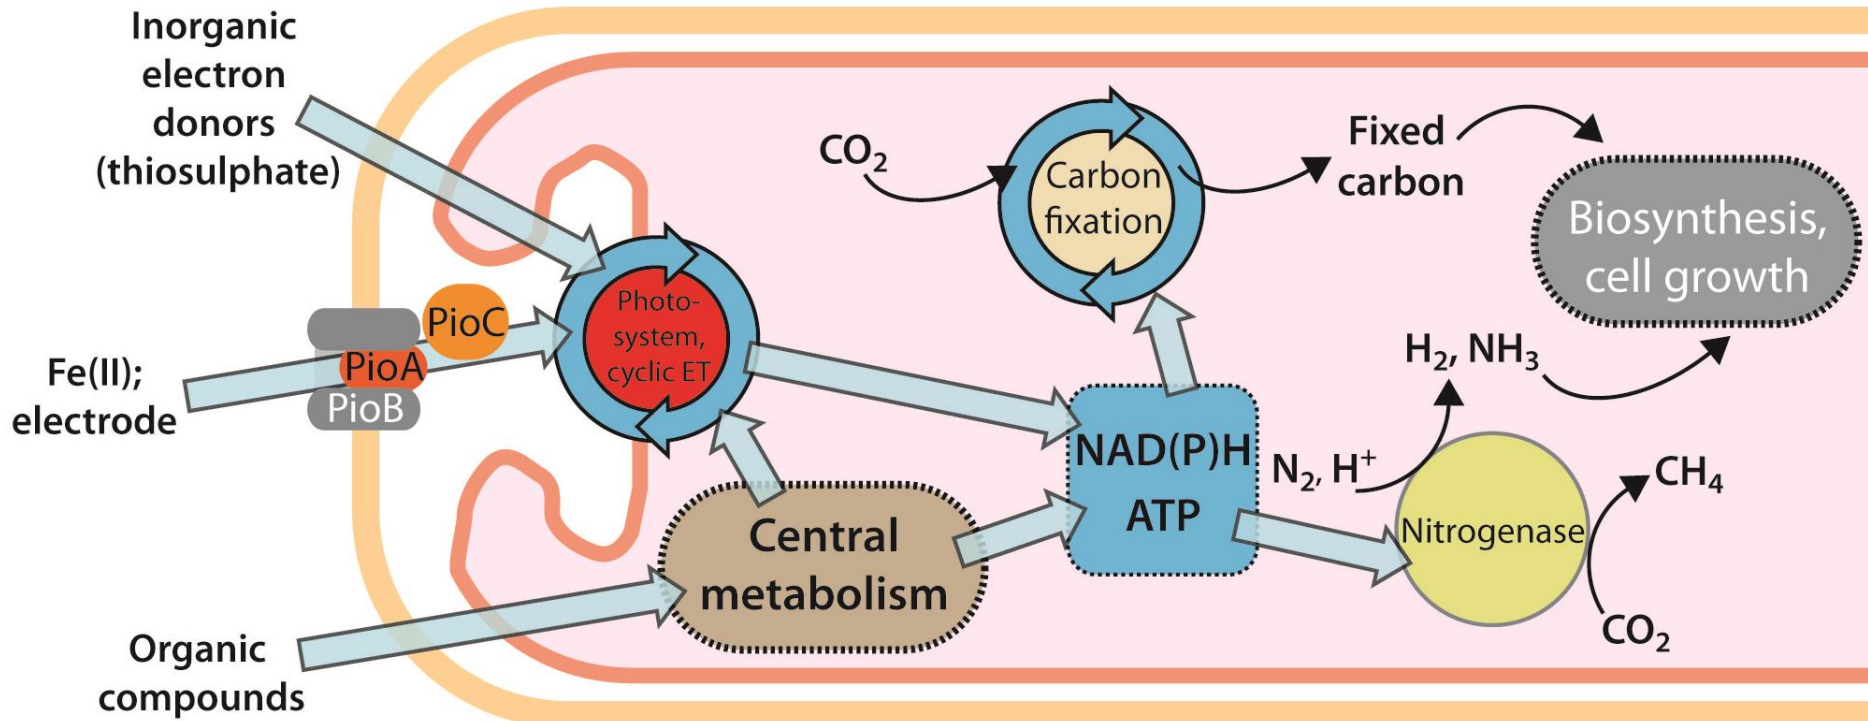 Inorganic
electron
donors
(thiosulphate)
Fe(II);
electrode
PioC
PioA
PioB
Photo-
system,
cyclic ET
Organic
compounds
Central
metabolism
CO₂
Carbon
fixation
Fixed
carbon
Biosynthesis,
cell growth
NAD(P)H
ATP
H₂, NH₃
N₂, H⁺
Nitrogenase
CH₄
CO₂